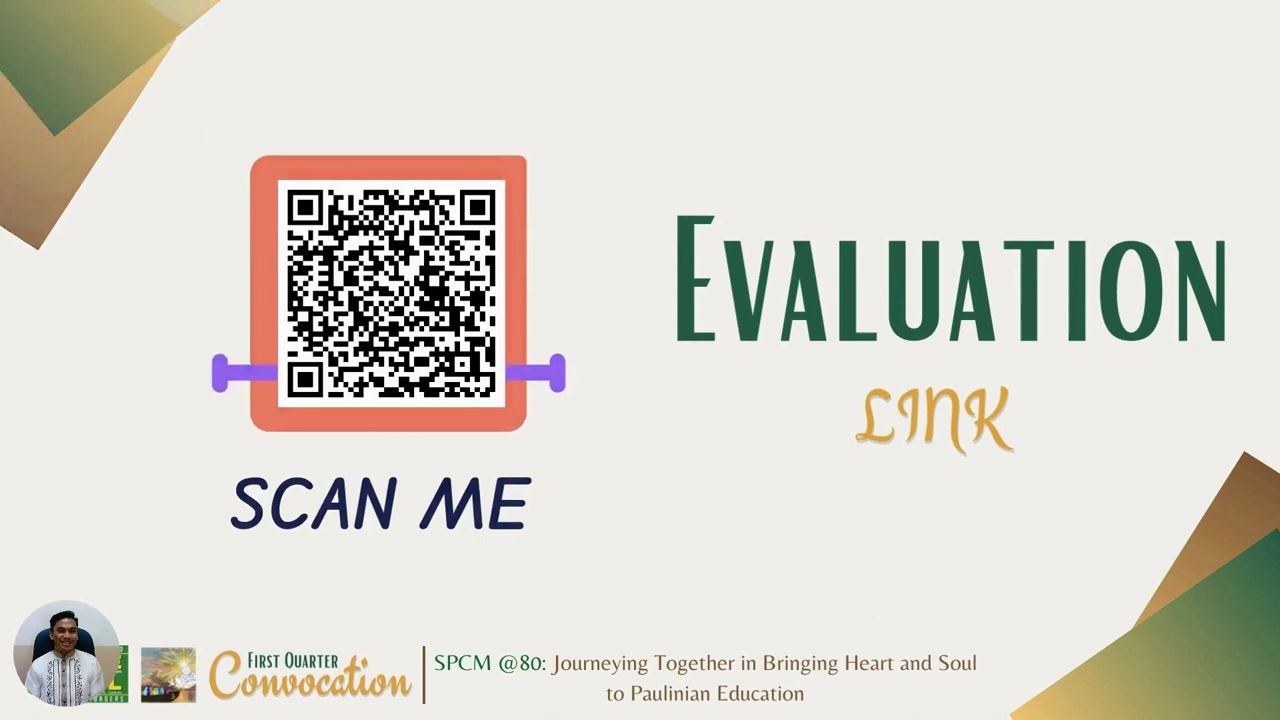 EVALUATION
LINK
SCAN ME
FIRST QUARTER
Convocation
SPCM @80: Journeying Together in Bringing Heart and Soul
to Paulinian Education